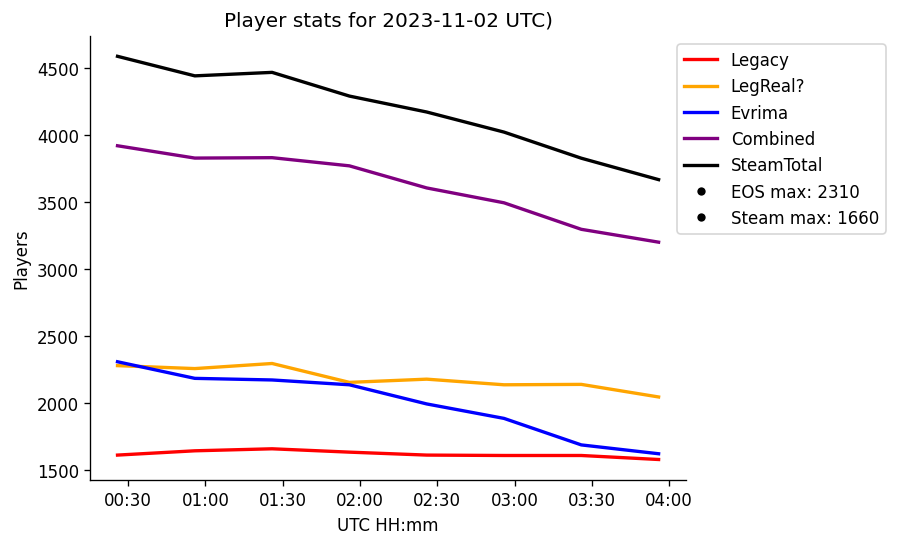 Player stats for 2023-11-02 UTC)
Legacy
LegReal?
Evrima
Combined
SteamTotal
EOS max: 2310
Steam max: 1660
Players
4500
4000
3500
3000
2500
2000
1500
00:30 01:00 01:30 02:00 02:30 03:00 03:30 04:00
UTC HH:mm